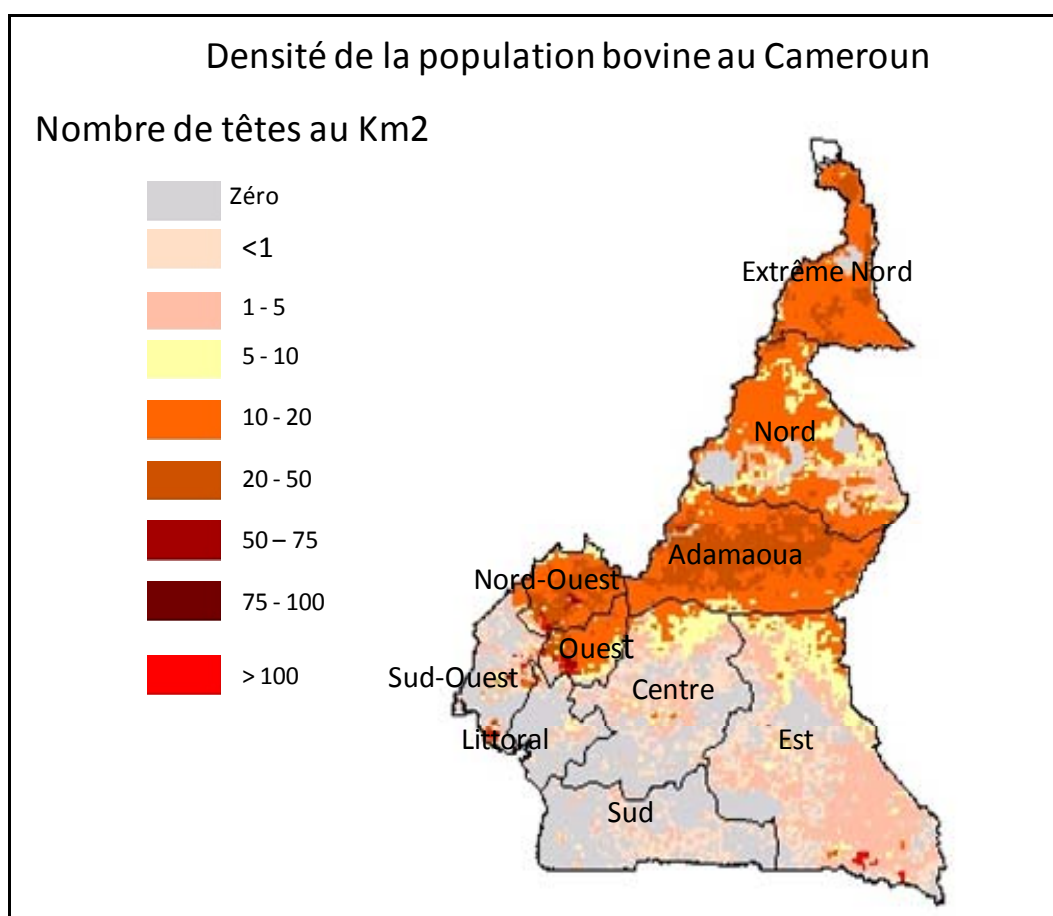 Densité de la population bovine au Cameroun
Nombre de têtes au Km2
Zéro
<1
1 - 5
5 - 10
10 - 20
20 - 50
50 – 75
75 - 100
> 100
Extrême Nord
Nord
Adamaoua
Nord-Ouest
Ouest
Sud-Ouest
Centre
Littoral
Est
Sud